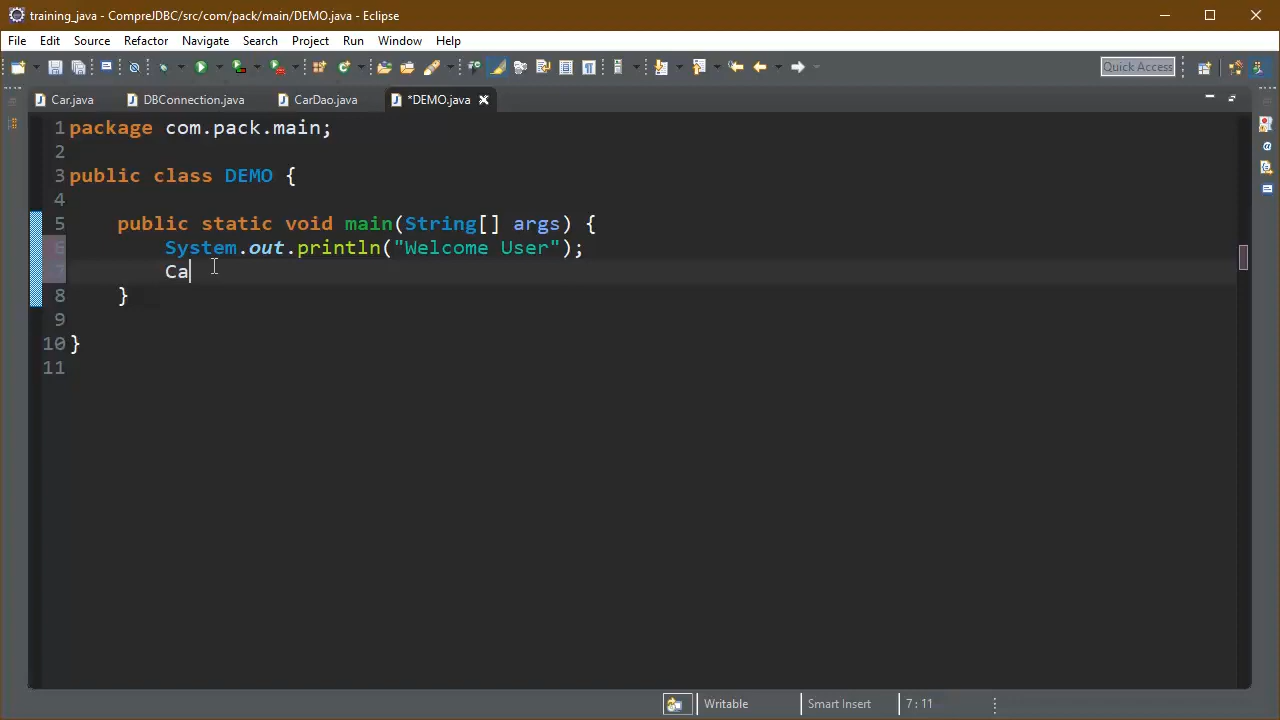 training_java - CompreJDBC/src/com/pack/main/DEMO.java - Eclipse
File Edit Source Refactor Navigate Search Project Run Window Help
Quick Access
Car.java DBConnection.java CarDao.java *DEMO.java
1 package com.pack.main;
2
3 public class DEMO {
4
5 public static void main(String[] args) {
6 System.out.println("Welcome User");
7 Ca
8 }
9
10 }
11
Writable Smart Insert 7 : 11